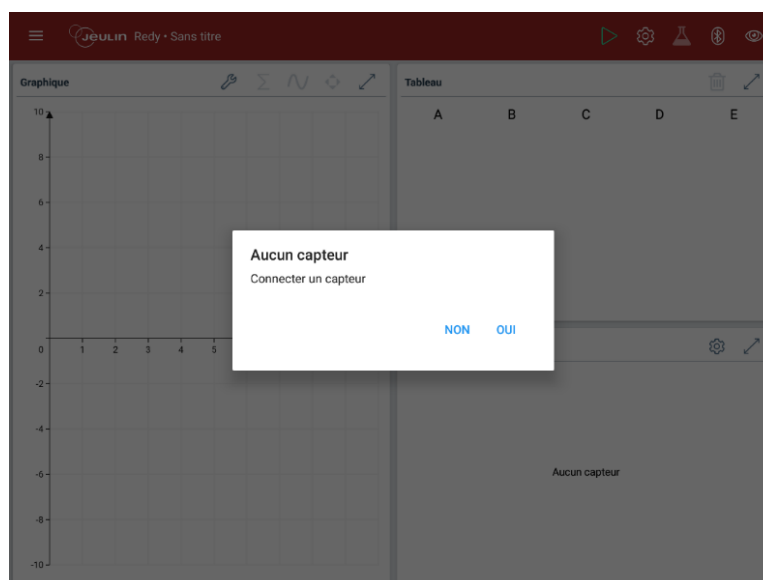 Jeulin Redy • Sans titre
Graphique
Tableau
A B C D E
10
8
6
4
2
0 1 2 3 4 5
-2
-4
-6
-8
-10
Aucun capteur
Connecter un capteur
NON OUI
Aucun capteur